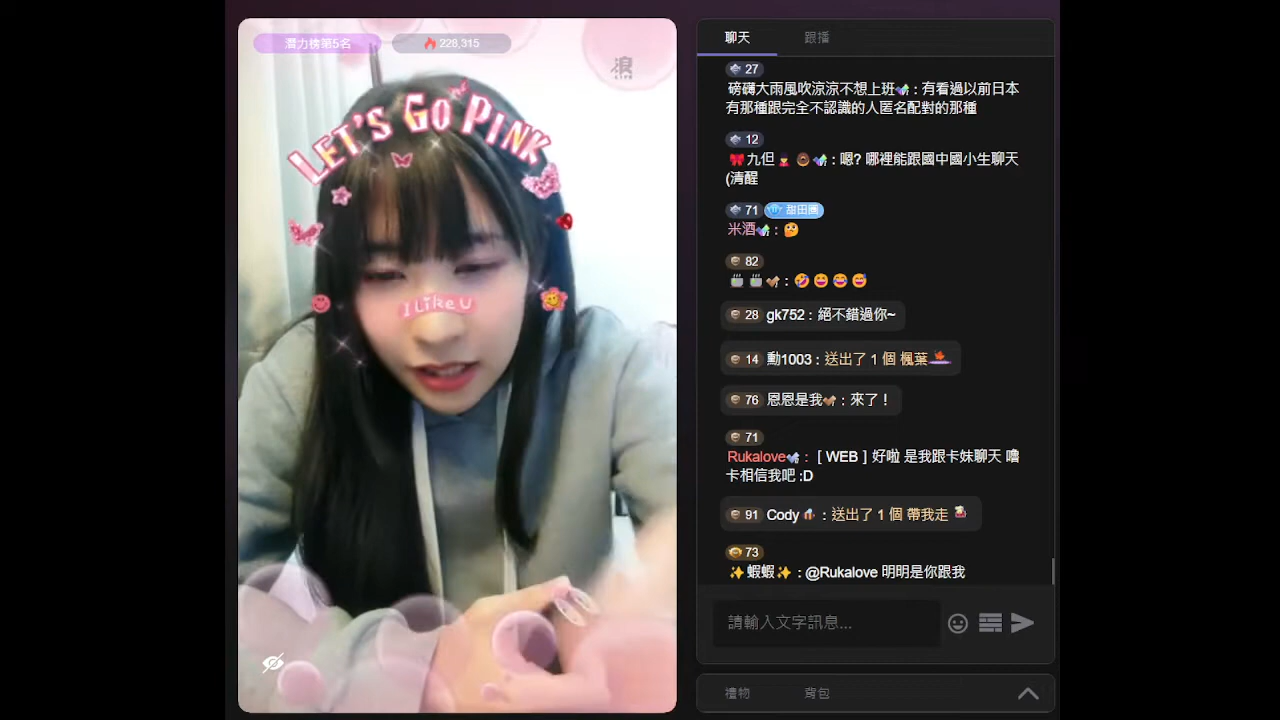 潛力榜第5名
228,315
浪
LIVE
LET'S GO PINK
I Like U
聊天
跟播
27
磅礴大雨風吹涼涼不想上班 : 有看過以前日本
有那種跟完全不認識的人匿名配對的那種
12
九但 : 嗯? 哪裡能跟國中國小生聊天
(清醒
71 甜田圈
米酒 :
82
:
28 gk752 : 絕不錯過你~
14 勳1003 : 送出了 1 個 楓葉
76 恩恩是我 : 來了 !
71
Rukalove : [ WEB ] 好啦 是我跟卡妹聊天 嚕
卡相信我吧 :D
91 Cody : 送出了 1 個 帶我走
73
蝦蝦 : @Rukalove 明明是你跟我
請輸入文字訊息...
禮物
背包